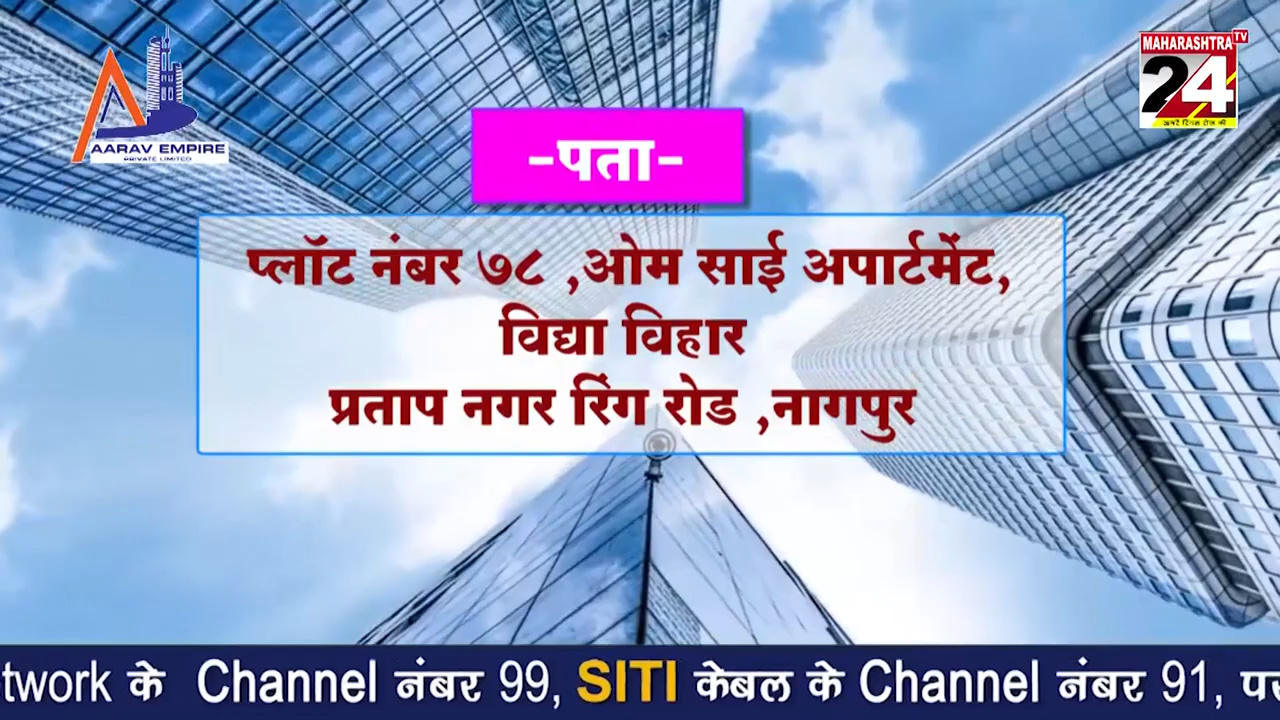 AARAV EMPIRE
PRIVATE LIMITED
MAHARASHTRA TV
24
-पता-
प्लॉट नंबर ७८ ,ओम साई अपार्टमेंट,
विद्या विहार
प्रताप नगर रिंग रोड ,नागपुर
twork के Channel नंबर 99, SITI केबल के Channel नंबर 91,